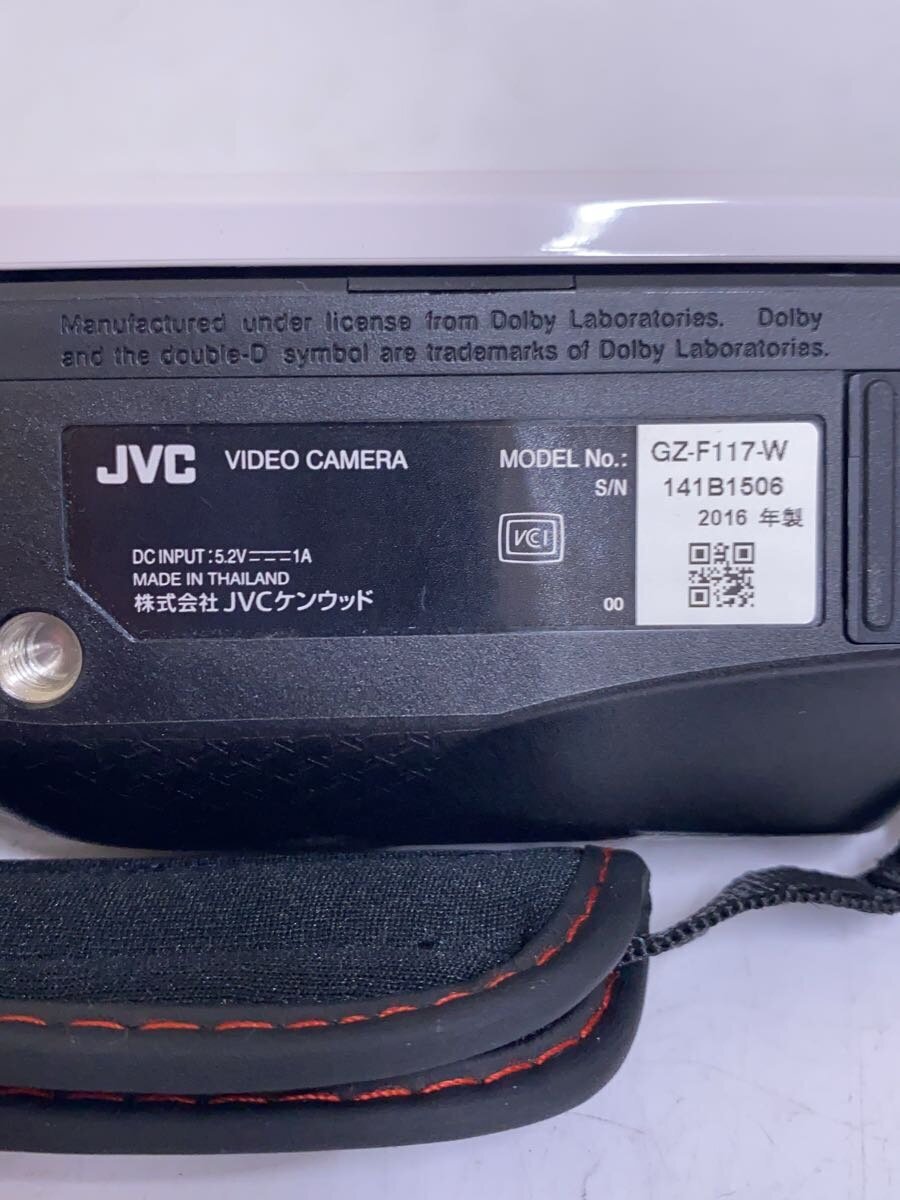 Manufactured under license from Dolby Laboratories. Dolby
and the double-D symbol are trademarks of Dolby Laboratories.
JVC VIDEO CAMERA
MODEL No.: GZ-F117-W
S/N 141B1506
2016 年製
VCI
DC INPUT : 5.2V⎓1A
MADE IN THAILAND
株式会社 JVCケンウッド
00